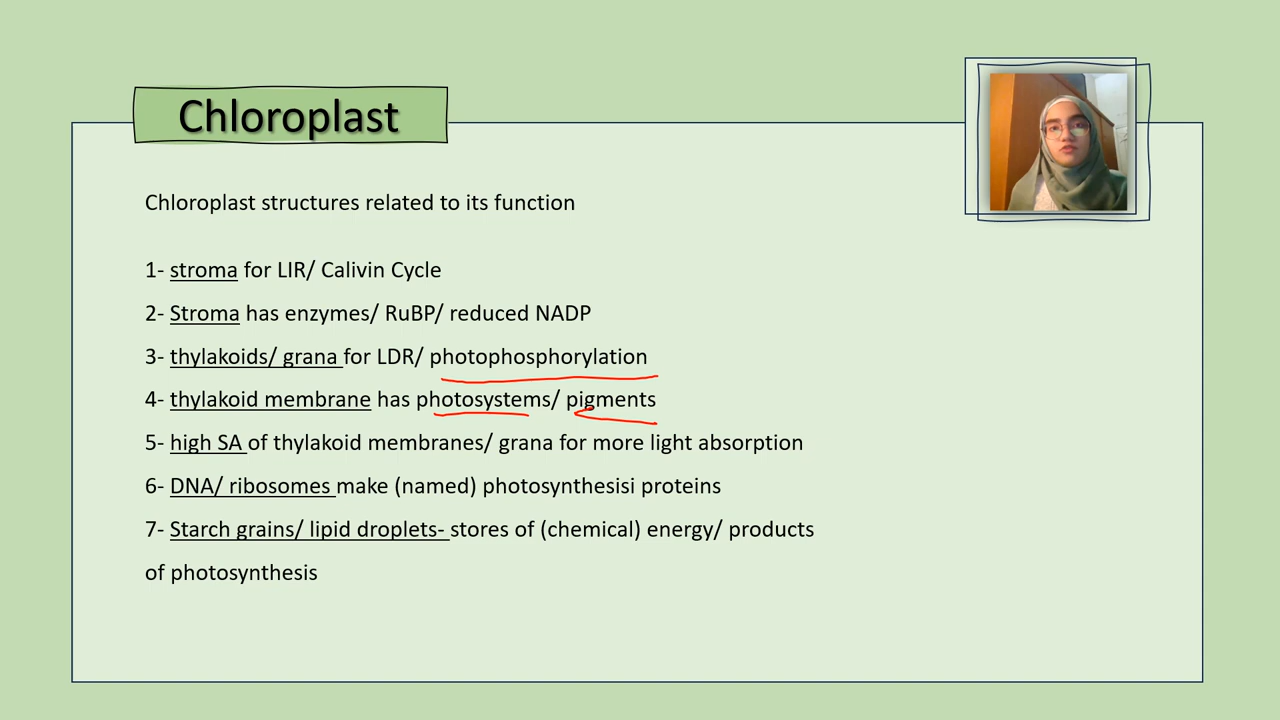 Chloroplast
Chloroplast structures related to its function
1- stroma for LIR/ Calivin Cycle
2- Stroma has enzymes/ RuBP/ reduced NADP
3- thylakoids/ grana for LDR/ photophosphorylation
4- thylakoid membrane has photosystems/ pigments
5- high SA of thylakoid membranes/ grana for more light absorption
6- DNA/ ribosomes make (named) photosynthesisi proteins
7- Starch grains/ lipid droplets- stores of (chemical) energy/ products
of photosynthesis